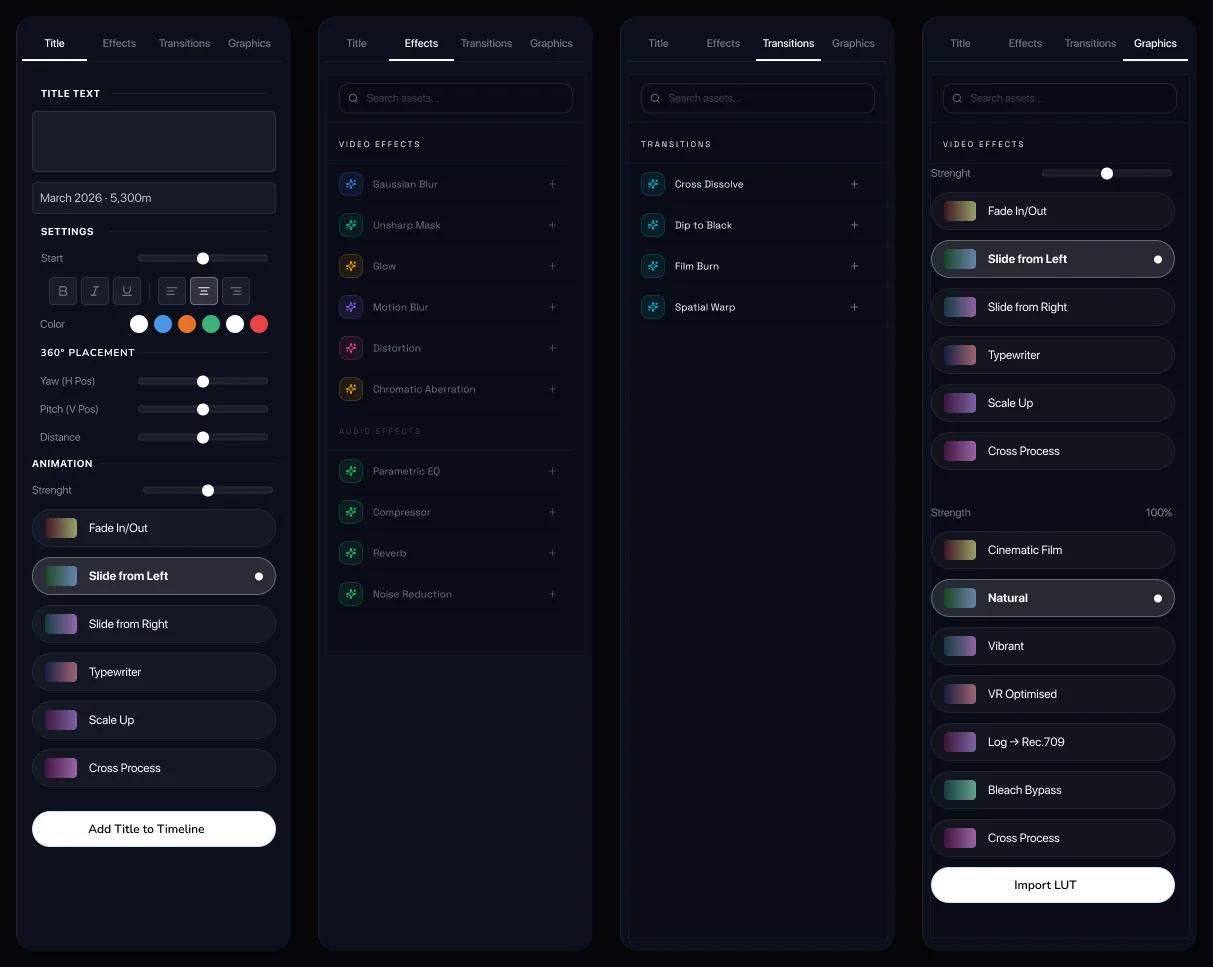 Title Effects Transitions Graphics
TITLE TEXT
March 2026 · 5,300m
SETTINGS
Start
B I U
Color
360° PLACEMENT
Yaw (H Pos)
Pitch (V Pos)
Distance
ANIMATION
Strenght
Fade In/Out
Slide from Left
Slide from Right
Typewriter
Scale Up
Cross Process
Add Title to Timeline
Title Effects Transitions Graphics
Search assets...
VIDEO EFFECTS
Gaussian Blur
Unsharp Mask
Glow
Motion Blur
Distortion
Chromatic Aberration
AUDIO EFFECTS
Parametric EQ
Compressor
Reverb
Noise Reduction
Title Effects Transitions Graphics
Search assets...
TRANSITIONS
Cross Dissolve
Dip to Black
Film Burn
Spatial Warp
Title Effects Transitions Graphics
Search assets...
VIDEO EFFECTS
Strenght
Fade In/Out
Slide from Left
Slide from Right
Typewriter
Scale Up
Cross Process
Strength 100%
Cinematic Film
Natural
Vibrant
VR Optimised
Log → Rec.709
Bleach Bypass
Cross Process
Import LUT